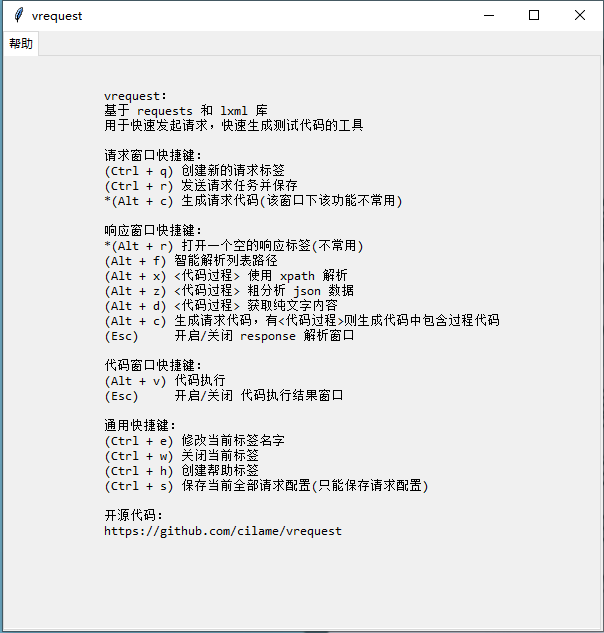 vrequest
帮助
vrequest:
基于 requests 和 lxml 库
用于快速发起请求，快速生成测试代码的工具
请求窗口快捷键:
(Ctrl + q) 创建新的请求标签
(Ctrl + r) 发送请求任务并保存
*(Alt + c) 生成请求代码(该窗口下该功能不常用)
响应窗口快捷键:
*(Alt + r) 打开一个空的响应标签(不常用)
(Alt + f) 智能解析列表路径
(Alt + x) <代码过程> 使用 xpath 解析
(Alt + z) <代码过程> 粗分析 json 数据
(Alt + d) <代码过程> 获取纯文字内容
(Alt + c) 生成请求代码，有<代码过程>则生成代码中包含过程代码
(Esc) 开启/关闭 response 解析窗口
代码窗口快捷键:
(Alt + v) 代码执行
(Esc) 开启/关闭 代码执行结果窗口
通用快捷键:
(Ctrl + e) 修改当前标签名字
(Ctrl + w) 关闭当前标签
(Ctrl + h) 创建帮助标签
(Ctrl + s) 保存当前全部请求配置(只能保存请求配置)
开源代码:
https://github.com/cilame/vrequest